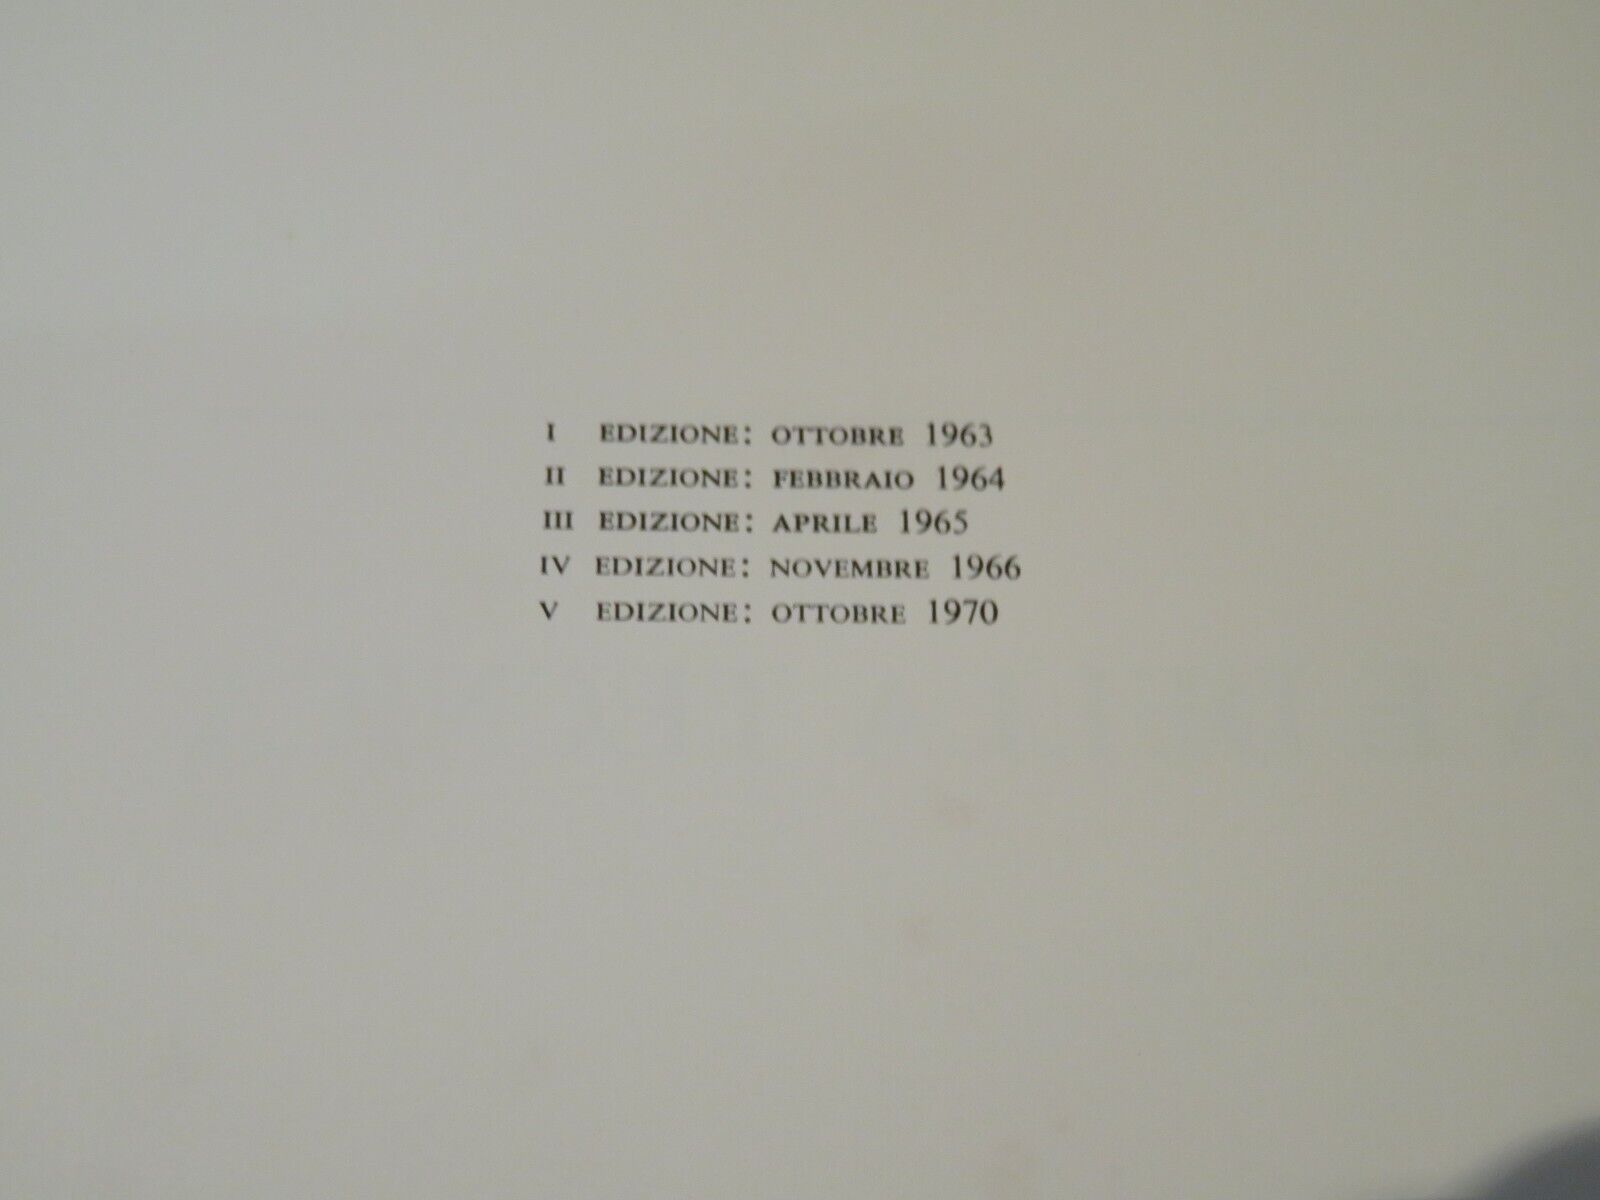 I EDIZIONE: OTTOBRE 1963
II EDIZIONE: FEBBRAIO 1964
III EDIZIONE: APRILE 1965
IV EDIZIONE: NOVEMBRE 1966
V EDIZIONE: OTTOBRE 1970